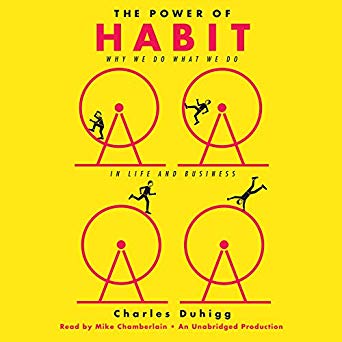 THE POWER OF
HABIT
WHY WE DO WHAT WE DO
IN LIFE AND BUSINESS
Charles Duhigg
Read by Mike Chamberlain • An Unabridged Production